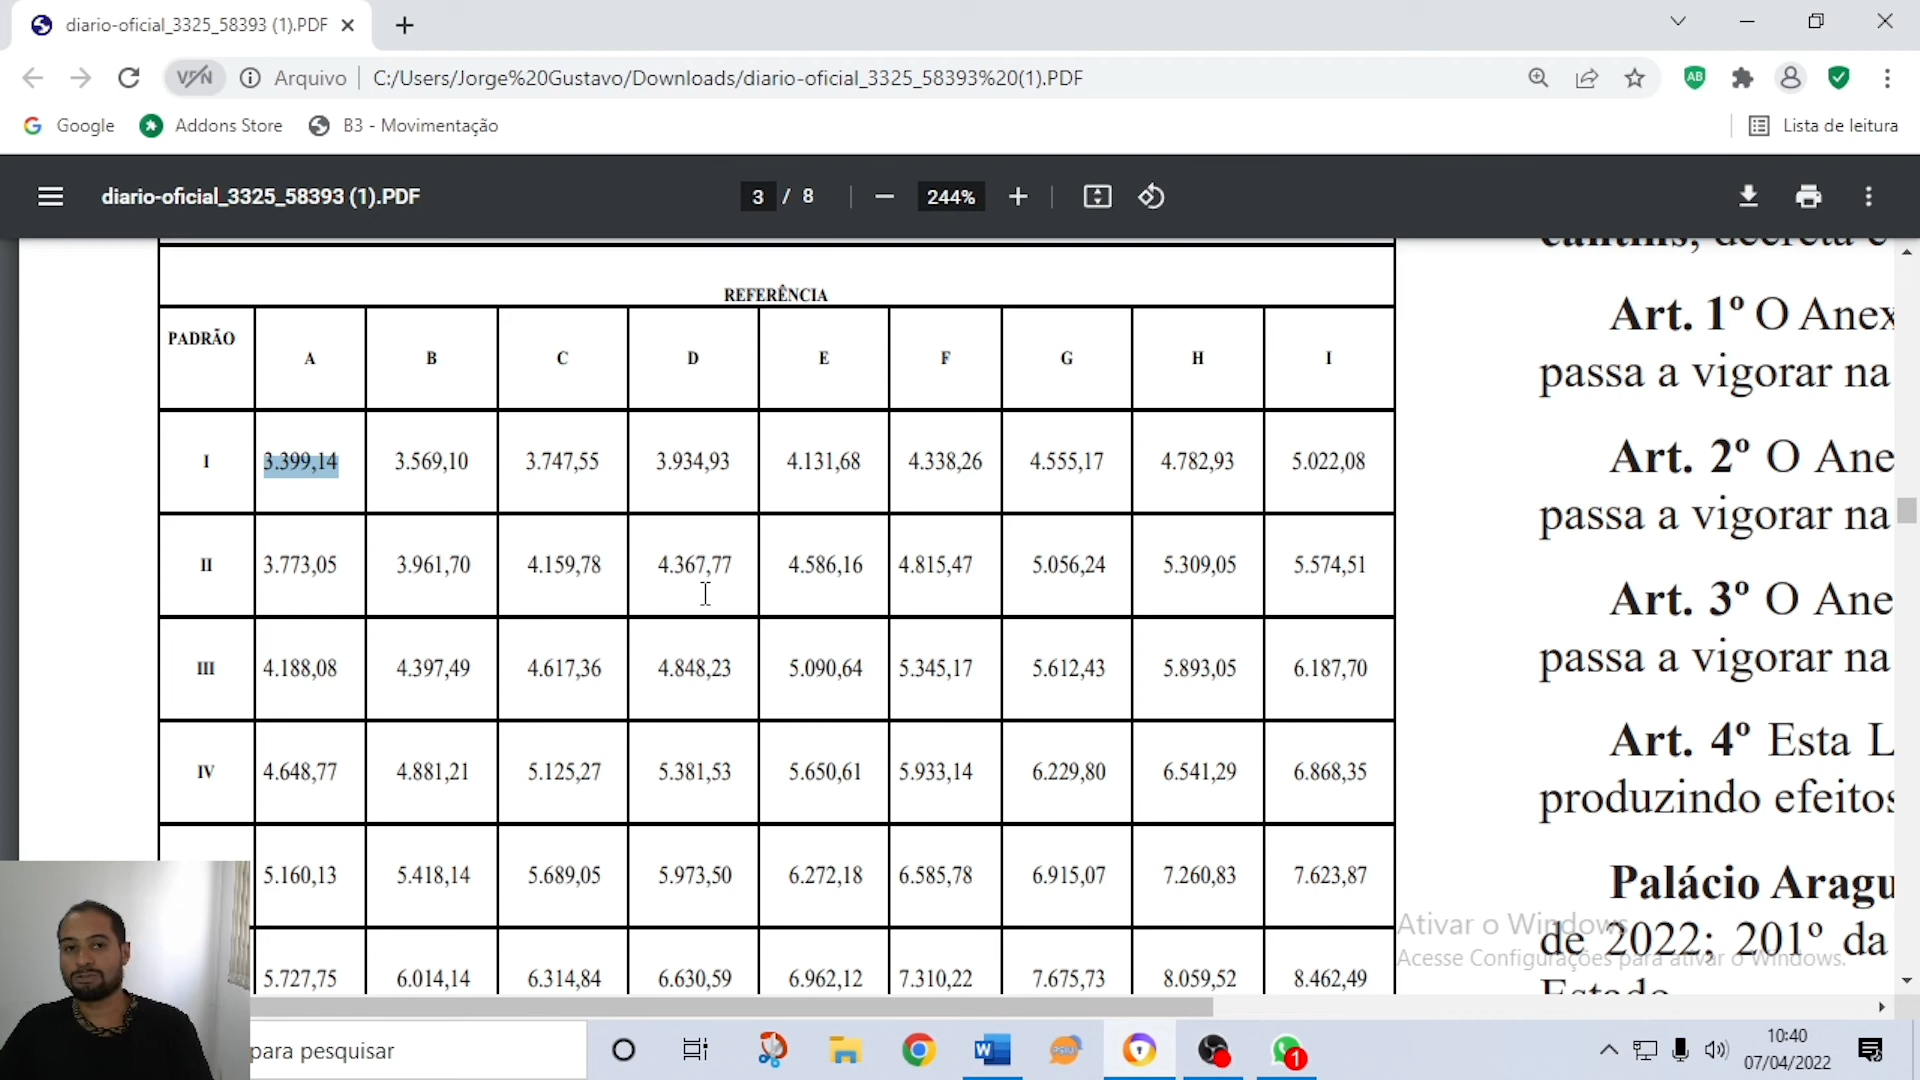 diario-oficial_3325_58393 (1).PDF
VPN
Arquivo
C:/Users/Jorge%20Gustavo/Downloads/diario-oficial_3325_58393%20(1).PDF
AB
Google
Addons Store
B3 - Movimentação
Lista de leitura
diario-oficial_3325_58393 (1).PDF
3 / 8
244%
REFERÊNCIA
PADRÃO A B C D E F G H I
I 3.399,14 3.569,10 3.747,55 3.934,93 4.131,68 4.338,26 4.555,17 4.782,93 5.022,08
II 3.773,05 3.961,70 4.159,78 4.367,77 4.586,16 4.815,47 5.056,24 5.309,05 5.574,51
III 4.188,08 4.397,49 4.617,36 4.848,23 5.090,64 5.345,17 5.612,43 5.893,05 6.187,70
IV 4.648,77 4.881,21 5.125,27 5.381,53 5.650,61 5.933,14 6.229,80 6.541,29 6.868,35
5.160,13 5.418,14 5.689,05 5.973,50 6.272,18 6.585,78 6.915,07 7.260,83 7.623,87
5.727,75 6.014,14 6.314,84 6.630,59 6.962,12 7.310,22 7.675,73 8.059,52 8.462,49
cantins, decreta e
Art. 1º O Anex
passa a vigorar na
Art. 2º O Ane
passa a vigorar na
Art. 3º O Ane
passa a vigorar na
Art. 4º Esta L
produzindo efeitos
Palácio Aragu
de 2022; 201º da
Estado
Ativar o Windows
Acesse Configurações para ativar o Windows.
para pesquisar
W
1
10:40
07/04/2022